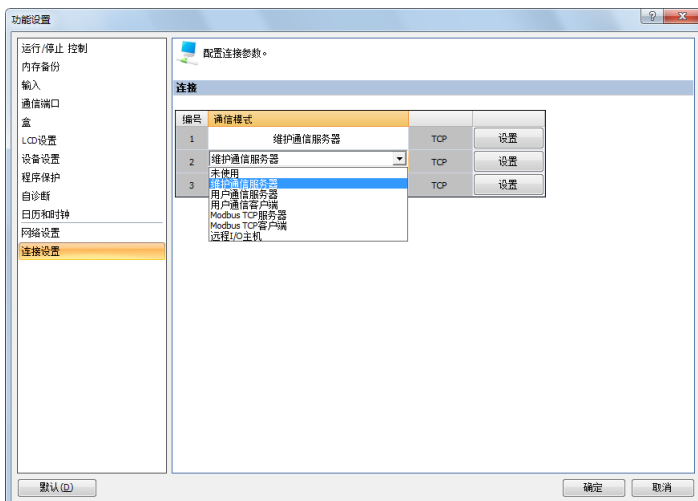 功能设置
运行/停止 控制
内存备份
输入
通信端口
盒
LCD设置
设备设置
程序保护
自诊断
日历和时钟
网络设置
连接设置
配置连接参数。
连接
编号 通信模式
1 维护通信服务器 TCP 设置
2 维护通信服务器 TCP 设置
3 TCP 设置
未使用
维护通信服务器
用户通信服务器
用户通信客户端
Modbus TCP服务器
Modbus TCP客户端
远程I/O主机
默认(D) 确定 取消